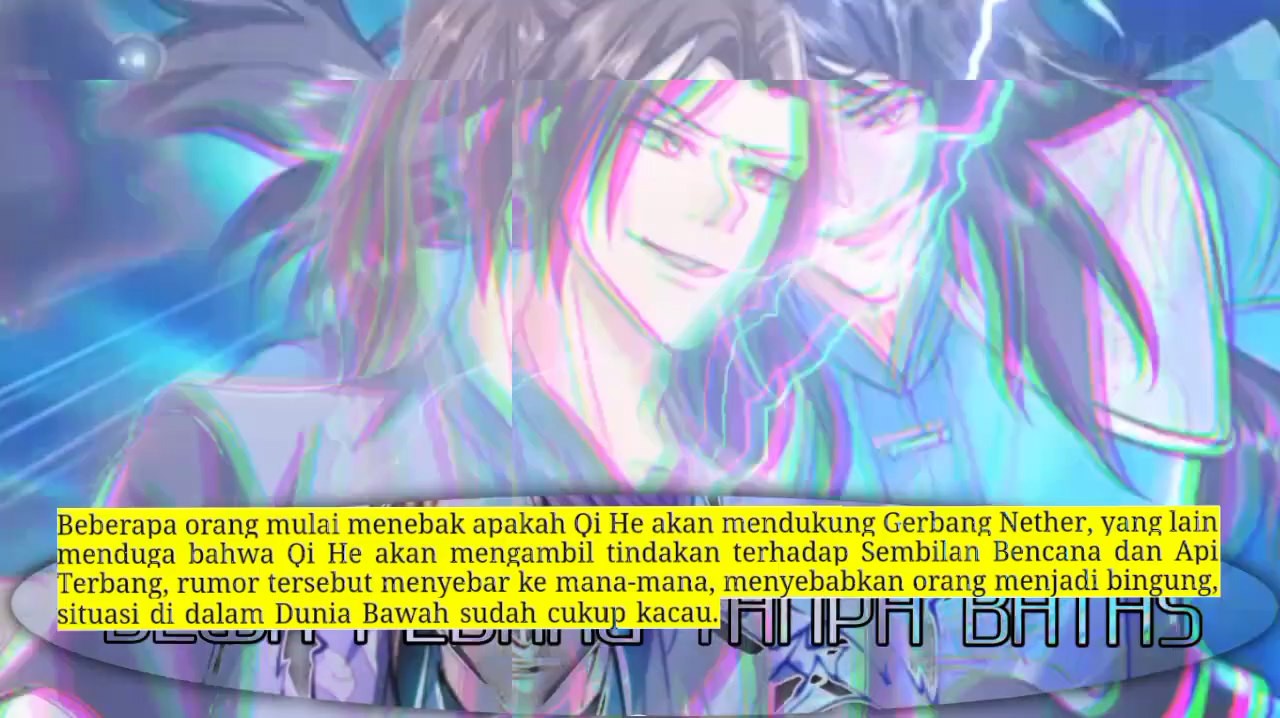 Beberapa orang mulai menebak apakah Qi He akan mendukung Gerbang Nether, yang lain
menduga bahwa Qi He akan mengambil tindakan terhadap Sembilan Bencana dan Api
Terbang, rumor tersebut menyebar ke mana-mana, menyebabkan orang menjadi bingung,
situasi di dalam Dunia Bawah sudah cukup kacau.
TANPA BATAS